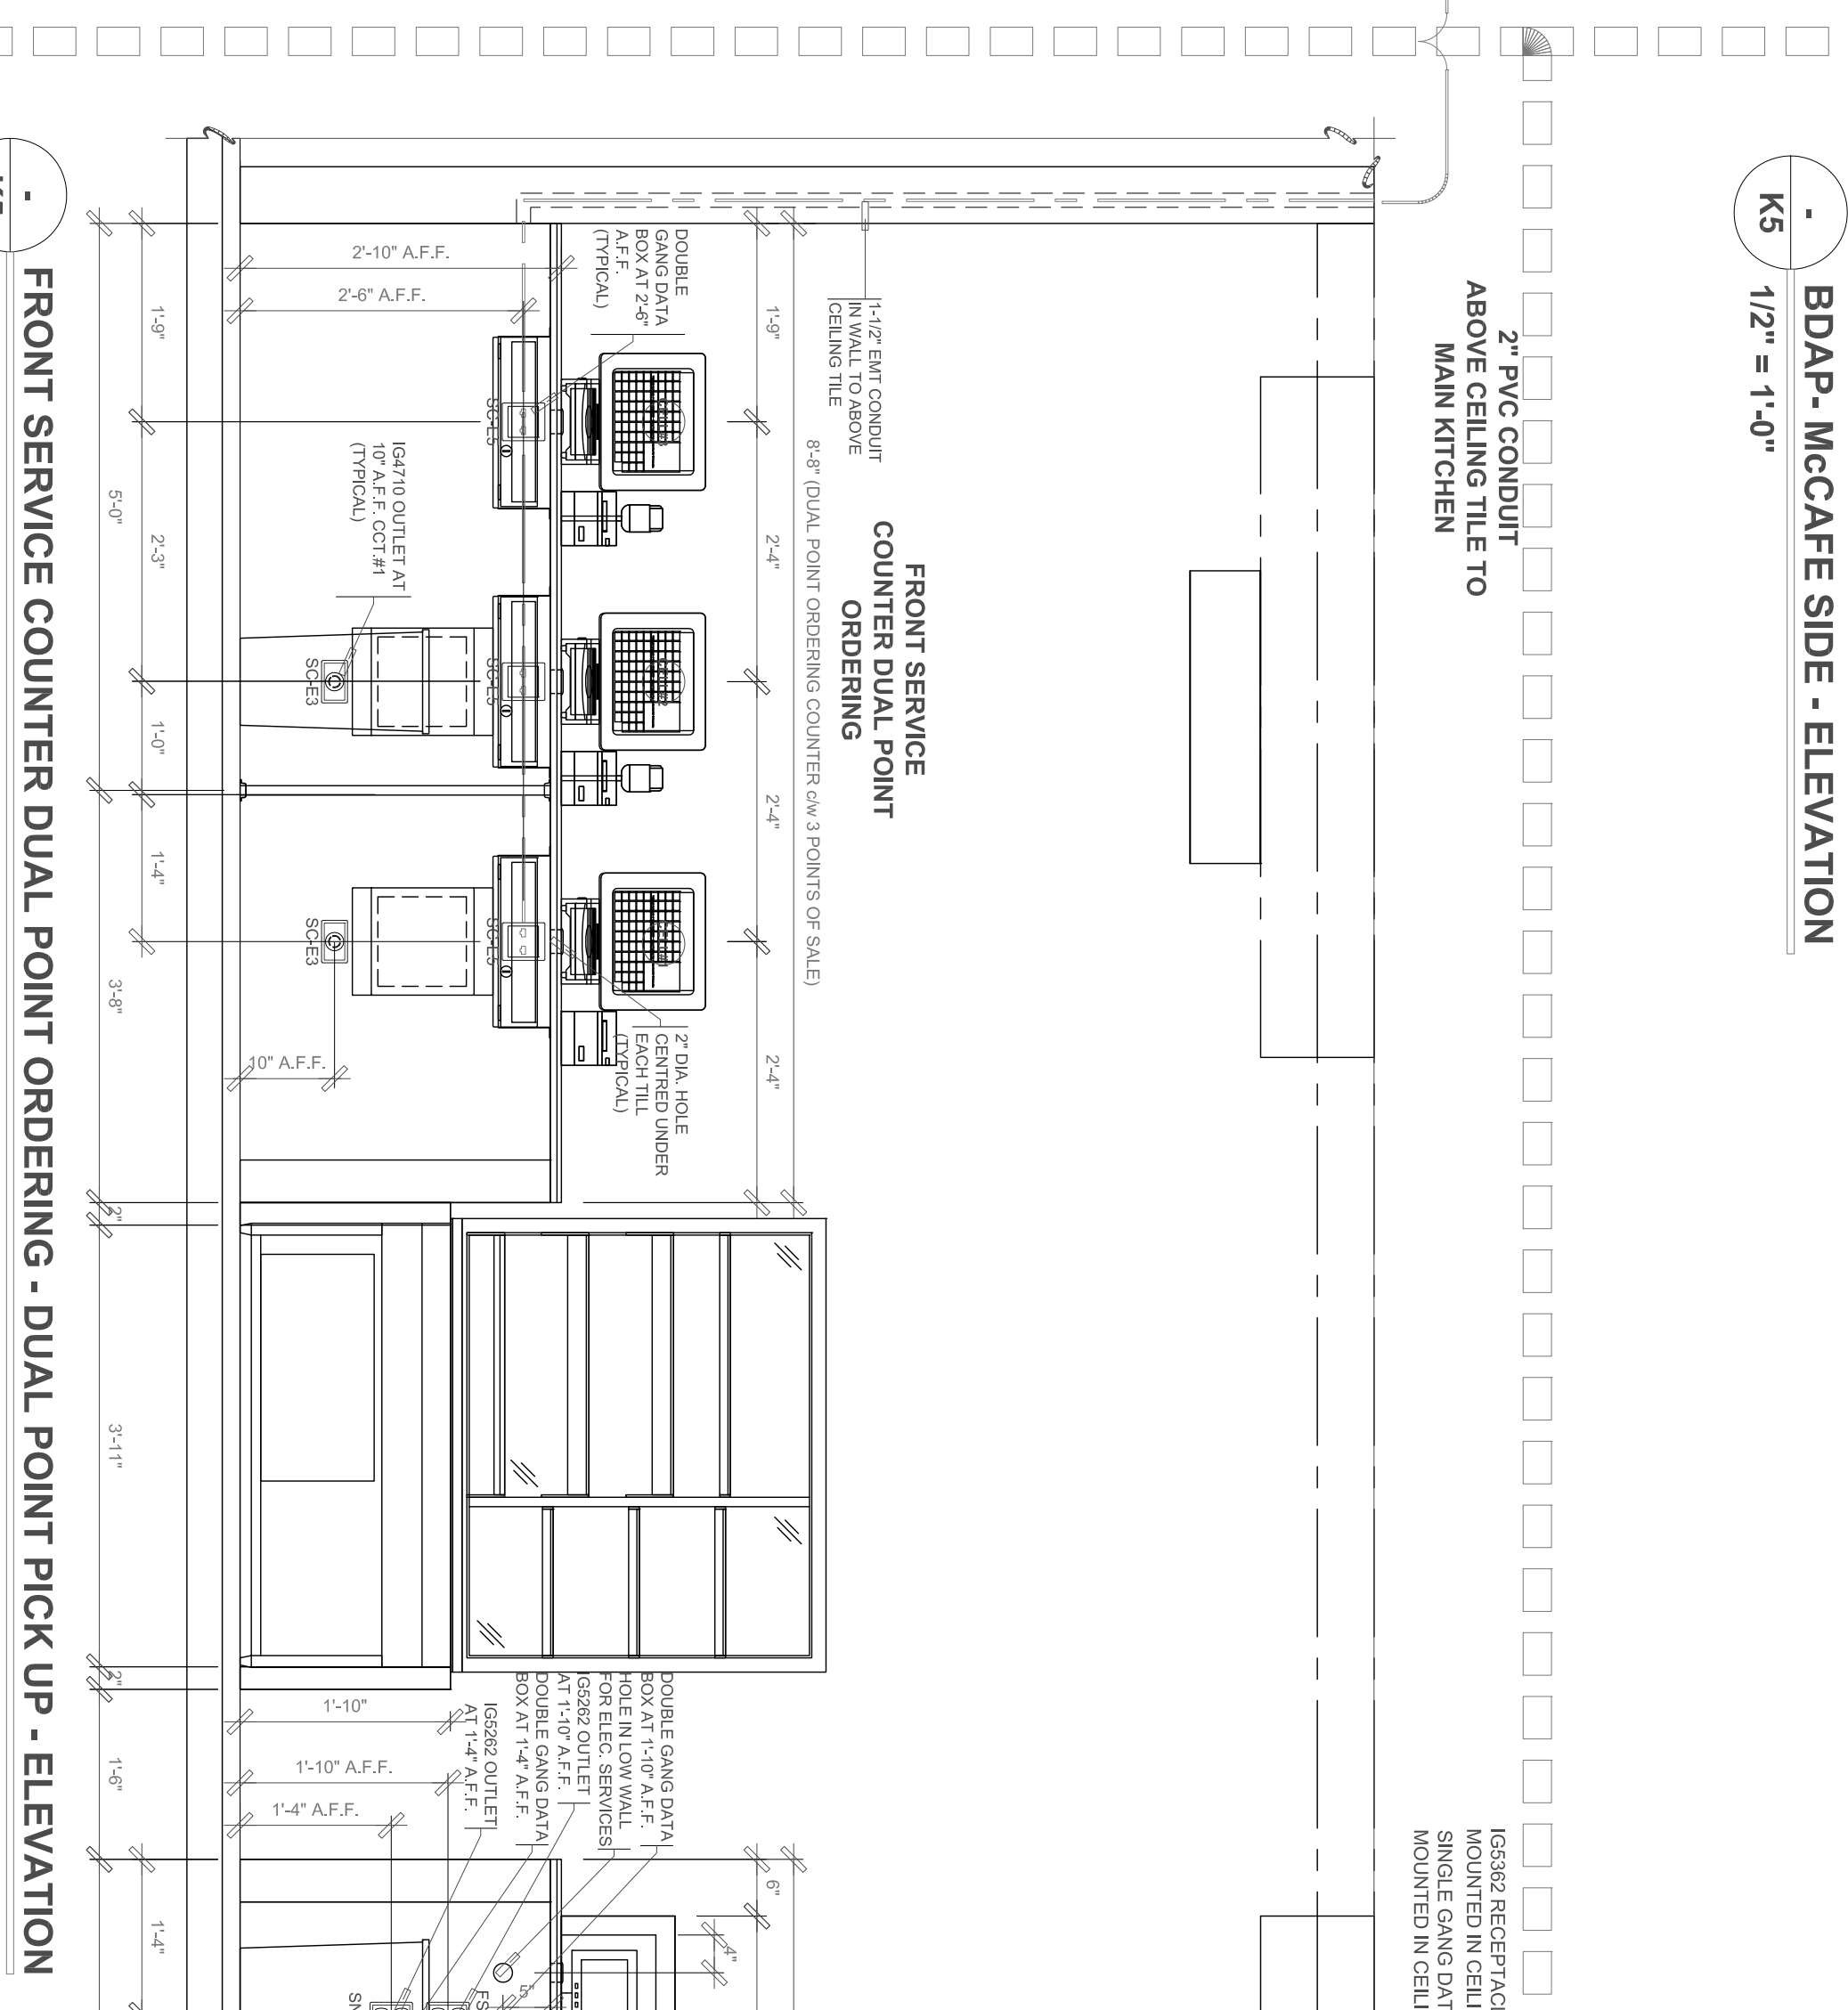 -
K5
BDAP- McCAFE SIDE - ELEVATION
1/2" = 1'-0"
2" PVC CONDUIT
ABOVE CEILING TILE TO
MAIN KITCHEN
IG5362
MOUNTED IN
SINGLE GANG
MOUNTED IN
FRONT SERVICE
COUNTER DUAL POINT
ORDERING
1-1/2" EMT CONDUIT
IN WALL TO ABOVE
CEILING TILE
8'-8" (DUAL POINT ORDERING COUNTER c/w 3 POINTS OF SALE)
1'-9"
2'-4"
2'-4"
2'-4"
6"
4"
DOUBLE
GANG DATA
BOX AT 2'-6"
A.F.F.
(TYPICAL)
2" DIA. HOLE
CENTRED UNDER
EACH TILL
(TYPICAL)
DOUBLE GANG DATA
BOX AT 1'-10" A.F.F.
HOLE IN LOW WALL
FOR ELEC. SERVICES
IG5262 OUTLET
AT 1'-10" A.F.F.
DOUBLE GANG DATA
BOX AT 1'-4" A.F.F.
IG5262 OUTLET
AT 1'-4" A.F.F.
2'-10" A.F.F.
2'-6" A.F.F.
SC-E5
SC-E5
SC-E5
IG4710 OUTLET AT
10" A.F.F. CCT.#1
(TYPICAL)
SC-E3
SC-E3
10" A.F.F.
1'-10"
1'-10" A.F.F.
1'-4" A.F.F.
5"
1'-9"
2'-3"
1'-0"
1'-4"
1'-4"
5'-0"
3'-8"
2"
3'-11"
2"
1'-6"
-
FRONT SERVICE COUNTER DUAL POINT ORDERING - DUAL POINT PICK UP - ELEVATION